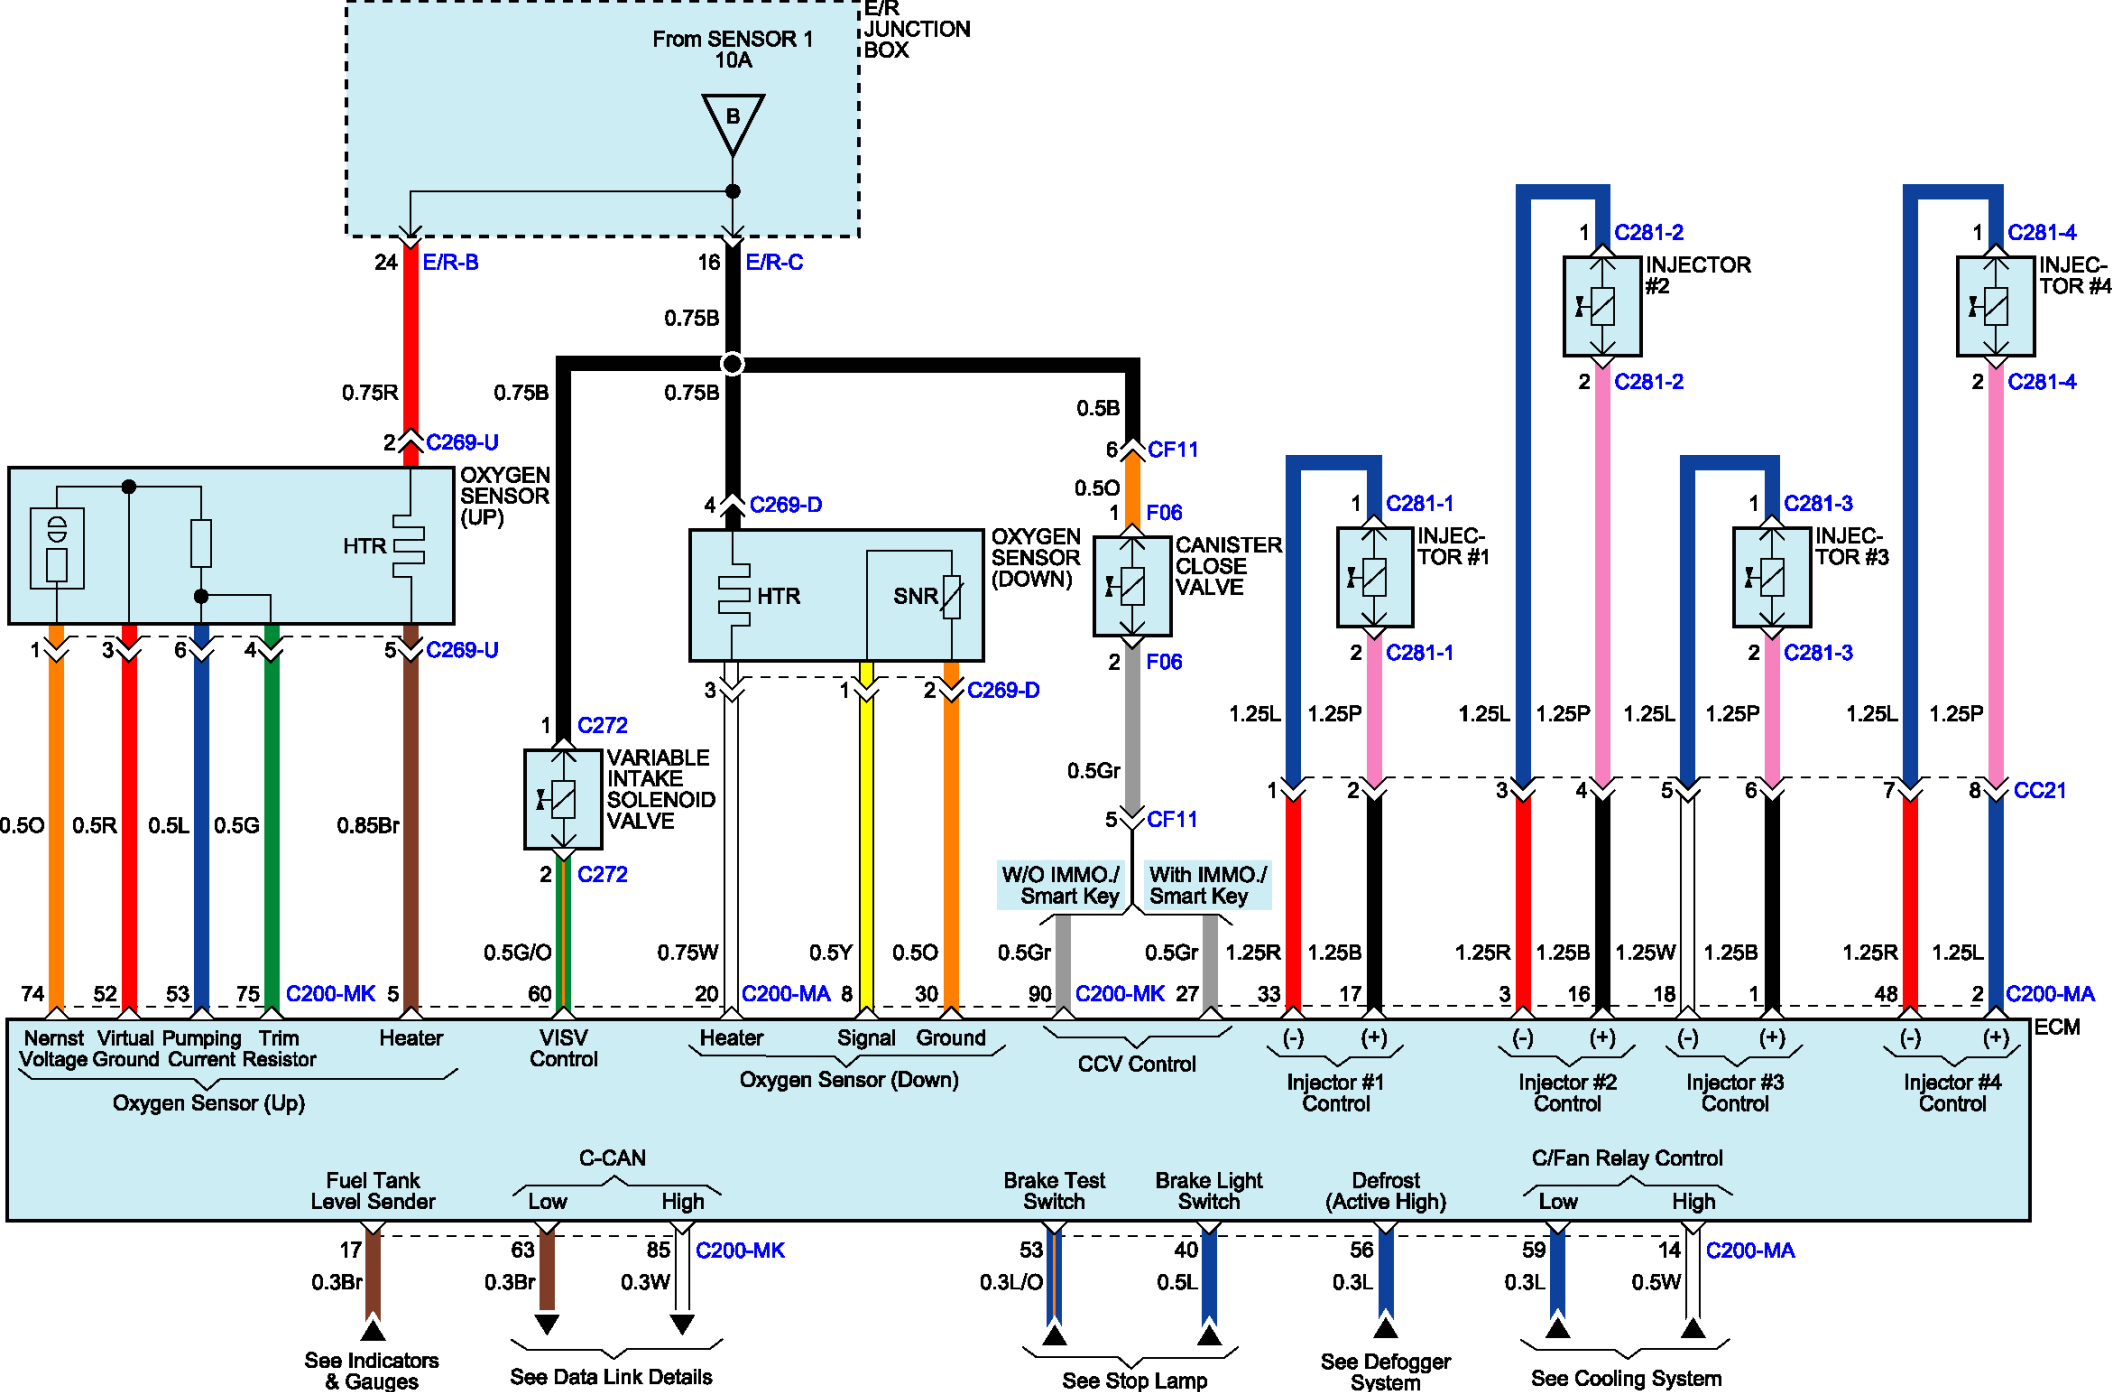 E/R
JUNCTION
BOX
From SENSOR 1
10A
B
24 E/R-B
16 E/R-C
0.75B
0.75R
0.75B
0.75B
0.5B
2 C269-U
6 CF11
0.5O
1 F06
4 C269-D
OXYGEN
SENSOR
(UP)
HTR
OXYGEN
SENSOR
(DOWN)
HTR
SNR
CANISTER
CLOSE
VALVE
1 C281-1
INJEC-
TOR #1
2 C281-1
1 C281-2
INJECTOR
#2
2 C281-2
1 C281-3
INJEC-
TOR #3
2 C281-3
1 C281-4
INJEC-
TOR #4
2 C281-4
1 3 6 4 5 C269-U
3 1 2 C269-D
2 F06
1 C272
VARIABLE
INTAKE
SOLENOID
VALVE
2 C272
0.5Gr
5 CF11
1.25L 1.25P 1.25L 1.25P 1.25L 1.25P 1.25L 1.25P
1 2 3 4 5 6 7 8 CC21
0.5O 0.5R 0.5L 0.5G 0.85Br
W/O IMMO./
Smart Key
With IMMO./
Smart Key
0.5G/O 0.75W 0.5Y 0.5O 0.5Gr 0.5Gr 1.25R 1.25B 1.25R 1.25B 1.25W 1.25B 1.25R 1.25L
74 52 53 75 C200-MK 5 60 20 C200-MA 8 30 90 C200-MK 27 33 17 3 16 18 1 48 2 C200-MA
ECM
Nernst
Voltage
Virtual
Ground
Pumping
Current
Trim
Resistor
Heater
Oxygen Sensor (Up)
VISV
Control
Heater Signal Ground
Oxygen Sensor (Down)
CCV Control
(-) (+)
Injector #1
Control
(-) (+)
Injector #2
Control
(-) (+)
Injector #3
Control
(-) (+)
Injector #4
Control
Fuel Tank
Level Sender
C-CAN
Low High
Brake Test
Switch
Brake Light
Switch
Defrost
(Active High)
C/Fan Relay Control
Low High
17 63 85 C200-MK 53 40 56 59 14 C200-MA
0.3Br 0.3Br 0.3W 0.3L/O 0.5L 0.3L 0.3L 0.5W
See Indicators
& Gauges
See Data Link Details
See Stop Lamp
See Defogger
System
See Cooling System